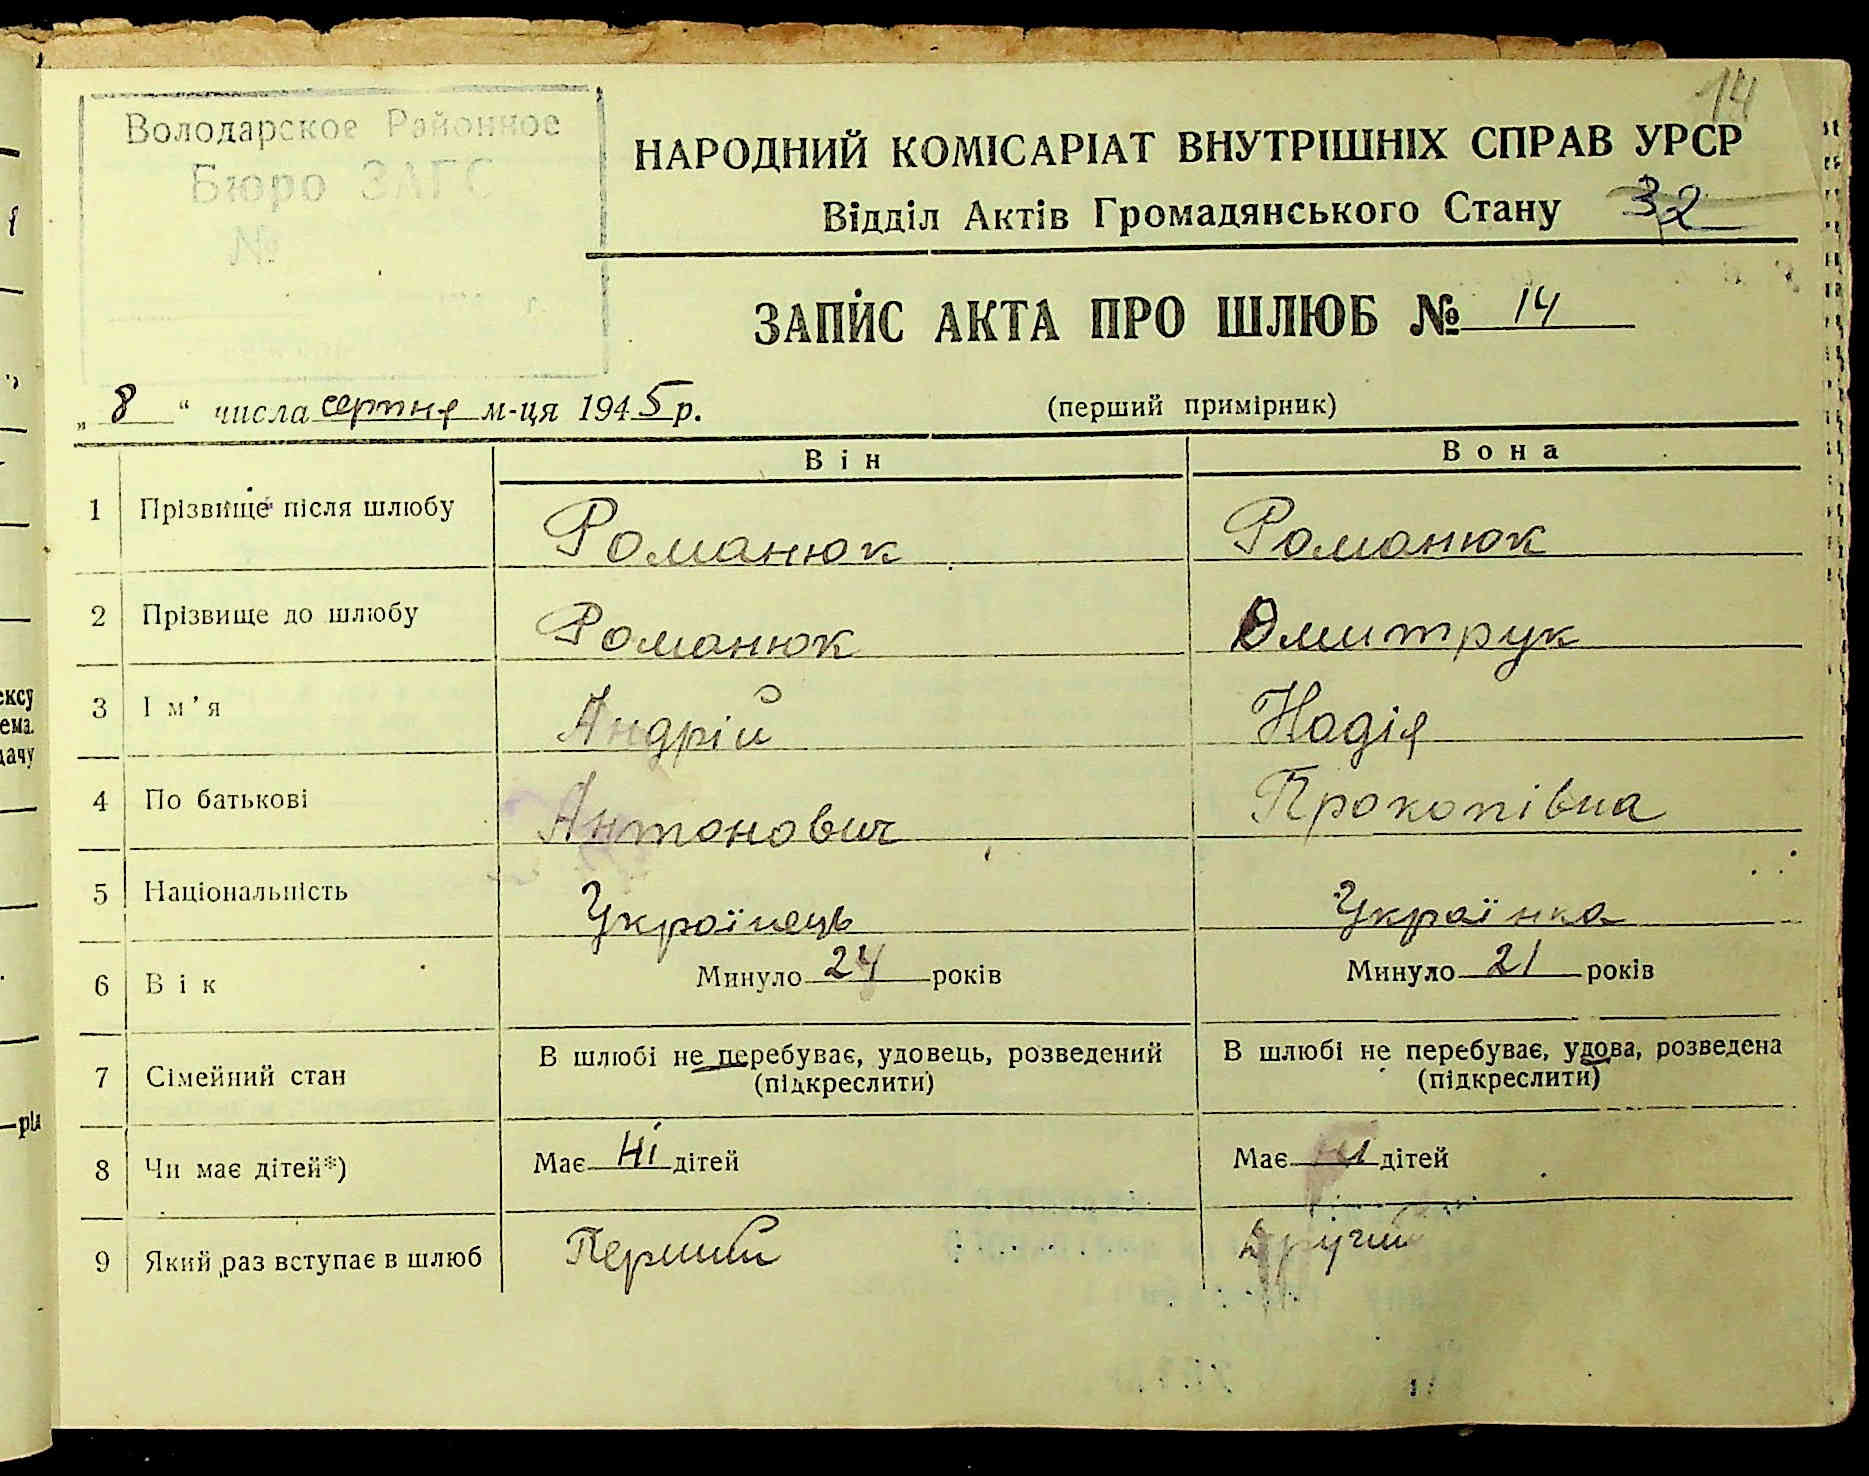 14
Володарское Районное
Бюро ЗАГС
№
НАРОДНИЙ КОМІСАРІАТ ВНУТРІШНІХ СПРАВ УРСР
Відділ Актів Громадянського Стану 32
ЗАПИС АКТА ПРО ШЛЮБ № 14
„ 8 “ числа серпня м-ця 1945 р. (перший примірник)
Він Вона
1 Прізвище після шлюбу Романюк Романюк
2 Прізвище до шлюбу Романюк Дмитрук
3 Ім’я Андрій Надія
4 По батькові Антонович Прокопівна
5 Національність Українець Українка
6 Вік Минуло 24 років Минуло 21 років
7 Сімейний стан В шлюбі не перебуває, удовець, розведений В шлюбі не перебуває, удова, розведена
(підкреслити) (підкреслити)
8 Чи має дітей*) Має Ні дітей Має ні дітей
9 Який раз вступає в шлюб Перший другий
ексу
ема.
дачу